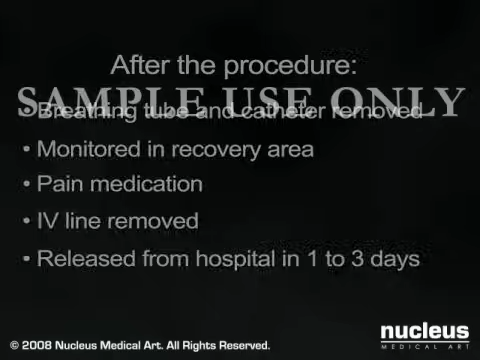 After the procedure:
SAMPLE USE ONLY
• Breathing tube and catheter removed
• Monitored in recovery area
• Pain medication
• IV line removed
• Released from hospital in 1 to 3 days
© 2008 Nucleus Medical Art. All Rights Reserved.
nucleus
MEDICAL ART